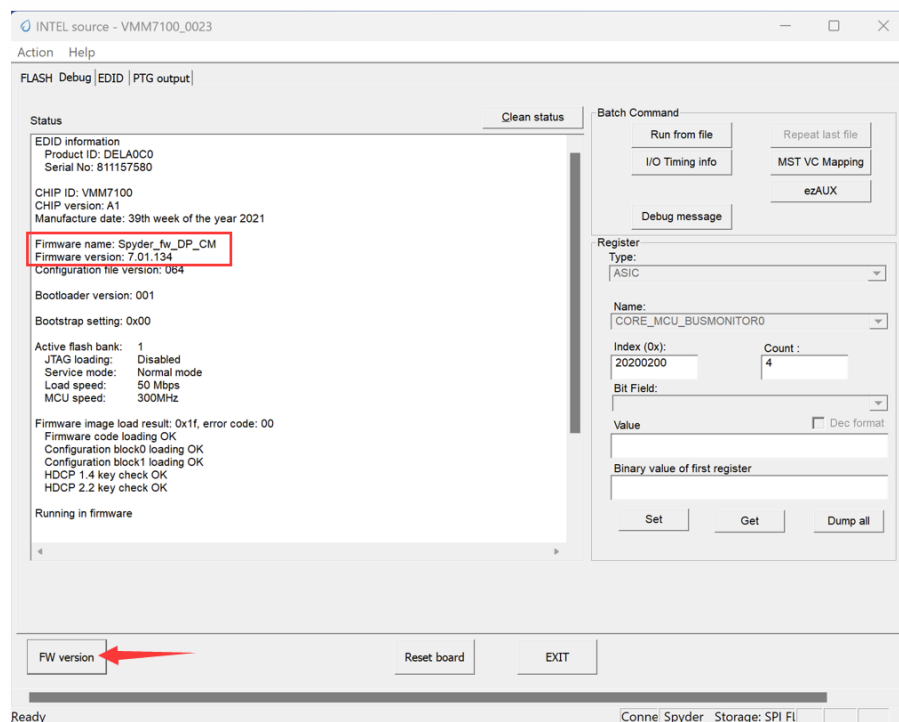 INTEL source - VMM7100_0023
Action Help
FLASH Debug EDID PTG output
Status
Clean status
EDID information
Product ID: DELA0C0
Serial No: 811157580
CHIP ID: VMM7100
CHIP version: A1
Manufacture date: 39th week of the year 2021
Firmware name: Spyder_fw_DP_CM
Firmware version: 7.01.134
Configuration file version: 064
Bootloader version: 001
Bootstrap setting: 0x00
Active flash bank: 1
JTAG loading: Disabled
Service mode: Normal mode
Load speed: 50 Mbps
MCU speed: 300MHz
Firmware image load result: 0x1f, error code: 00
Firmware code loading OK
Configuration block0 loading OK
Configuration block1 loading OK
HDCP 1.4 key check OK
HDCP 2.2 key check OK
Running in firmware
Batch Command
Run from file Repeat last file
I/O Timing info MST VC Mapping
ezAUX
Debug message
Register
Type:
ASIC
Name:
CORE_MCU_BUSMONITOR0
Index (0x): Count :
20200200 4
Bit Field:
Value Dec format
Binary value of first register
Set Get Dump all
FW version Reset board EXIT
Ready Conne Spyder Storage: SPI FL